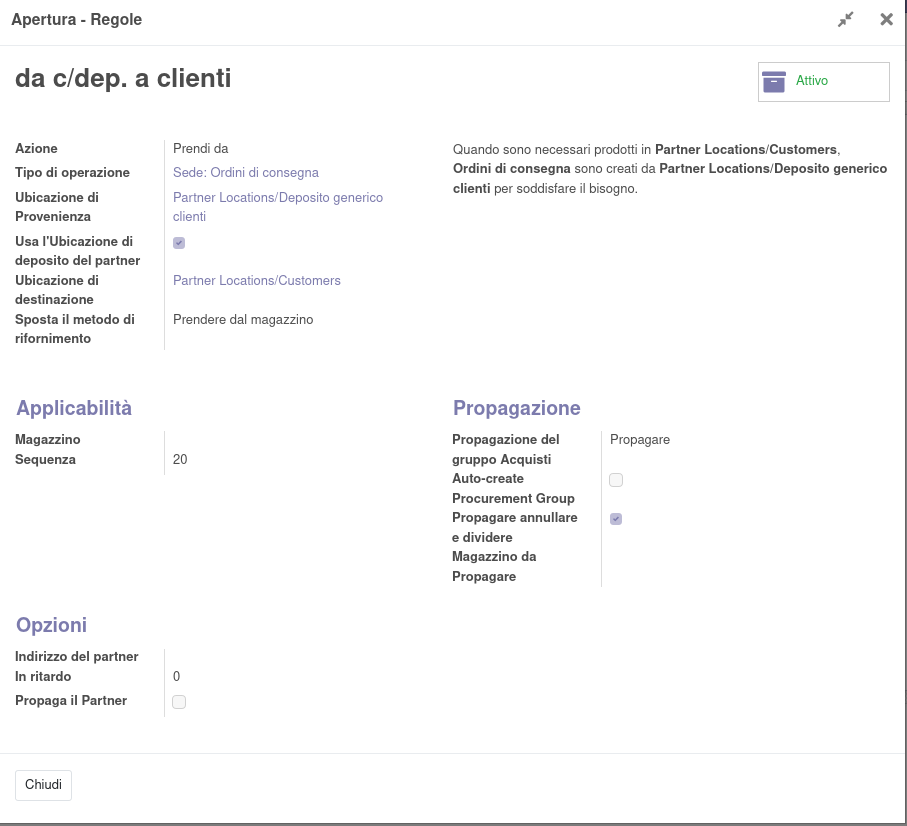 Apertura - Regole
da c/dep. a clienti
Attivo
Azione
Prendi da
Tipo di operazione
Sede: Ordini di consegna
Ubicazione di
Provenienza
Partner Locations/Deposito generico
clienti
Usa l'Ubicazione di
deposito del partner
Ubicazione di
destinazione
Partner Locations/Customers
Sposta il metodo di
rifornimento
Prendere dal magazzino
Quando sono necessari prodotti in Partner Locations/Customers,
Ordini di consegna sono creati da Partner Locations/Deposito generico
clienti per soddisfare il bisogno.
Applicabilità
Magazzino
Sequenza
20
Propagazione
Propagazione del
gruppo Acquisti
Propagare
Auto-create
Procurement Group
Propagare annullare
e dividere
Magazzino da
Propagare
Opzioni
Indirizzo del partner
In ritardo
0
Propaga il Partner
Chiudi